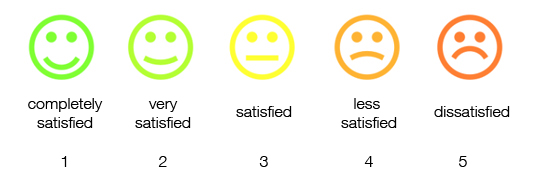 completely
satisfied
very
satisfied
satisfied
less
satisfied
dissatisfied
1 2 3 4 5